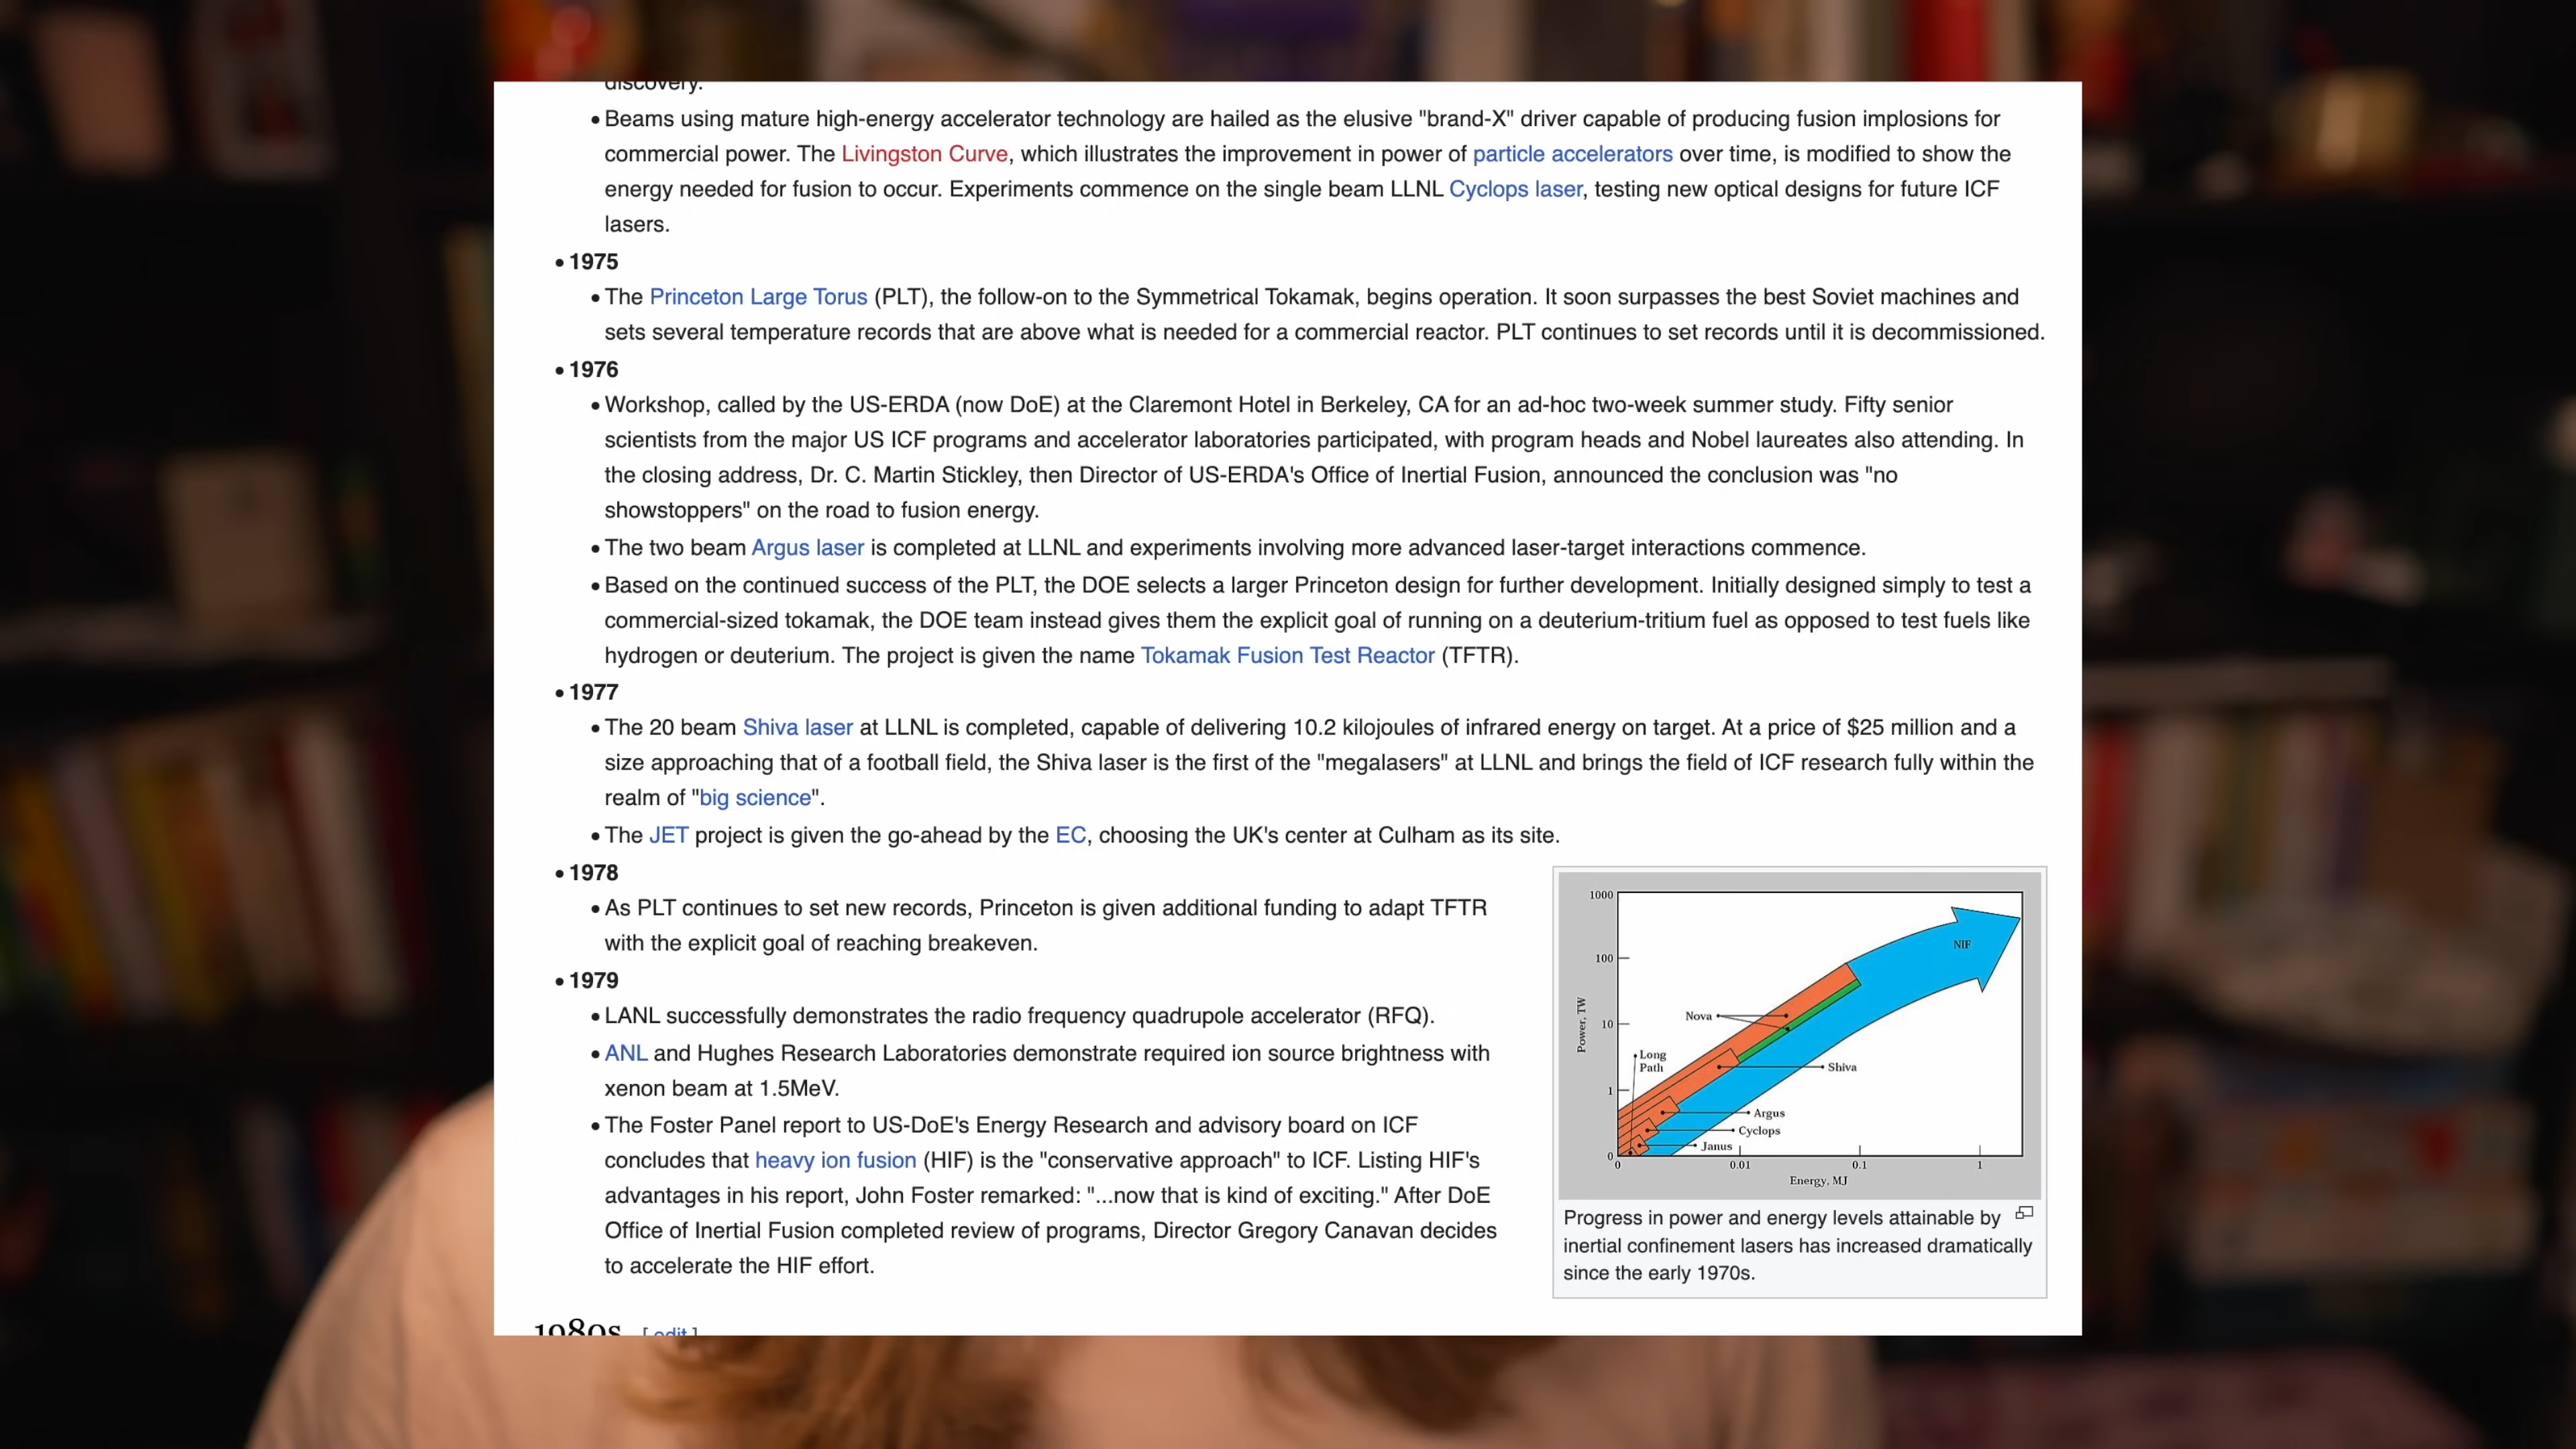 discovery.
• Beams using mature high-energy accelerator technology are hailed as the elusive "brand-X" driver capable of producing fusion implosions for
commercial power. The Livingston Curve, which illustrates the improvement in power of particle accelerators over time, is modified to show the
energy needed for fusion to occur. Experiments commence on the single beam LLNL Cyclops laser, testing new optical designs for future ICF
lasers.
• 1975
• The Princeton Large Torus (PLT), the follow-on to the Symmetrical Tokamak, begins operation. It soon surpasses the best Soviet machines and
sets several temperature records that are above what is needed for a commercial reactor. PLT continues to set records until it is decommissioned.
• 1976
• Workshop, called by the US-ERDA (now DoE) at the Claremont Hotel in Berkeley, CA for an ad-hoc two-week summer study. Fifty senior
scientists from the major US ICF programs and accelerator laboratories participated, with program heads and Nobel laureates also attending. In
the closing address, Dr. C. Martin Stickley, then Director of US-ERDA's Office of Inertial Fusion, announced the conclusion was "no
showstoppers" on the road to fusion energy.
• The two beam Argus laser is completed at LLNL and experiments involving more advanced laser-target interactions commence.
• Based on the continued success of the PLT, the DOE selects a larger Princeton design for further development. Initially designed simply to test a
commercial-sized tokamak, the DOE team instead gives them the explicit goal of running on a deuterium-tritium fuel as opposed to test fuels like
hydrogen or deuterium. The project is given the name Tokamak Fusion Test Reactor (TFTR).
• 1977
• The 20 beam Shiva laser at LLNL is completed, capable of delivering 10.2 kilojoules of infrared energy on target. At a price of $25 million and a
size approaching that of a football field, the Shiva laser is the first of the "megalasers" at LLNL and brings the field of ICF research fully within the
realm of "big science".
• The JET project is given the go-ahead by the EC, choosing the UK's center at Culham as its site.
• 1978
• As PLT continues to set new records, Princeton is given additional funding to adapt TFTR
with the explicit goal of reaching breakeven.
• 1979
• LANL successfully demonstrates the radio frequency quadrupole accelerator (RFQ).
• ANL and Hughes Research Laboratories demonstrate required ion source brightness with
xenon beam at 1.5MeV.
• The Foster Panel report to US-DoE's Energy Research and advisory board on ICF
concludes that heavy ion fusion (HIF) is the "conservative approach" to ICF. Listing HIF's
advantages in his report, John Foster remarked: "...now that is kind of exciting." After DoE
Office of Inertial Fusion completed review of programs, Director Gregory Canavan decides
to accelerate the HIF effort.
1000
100
10
1
0
Power, TW
NIF
Nova
Long
Path
Shiva
Argus
Cyclops
Janus
0
0.01
0.1
1
Energy, MJ
Progress in power and energy levels attainable by
inertial confinement lasers has increased dramatically
since the early 1970s.
1980s [ edit ]